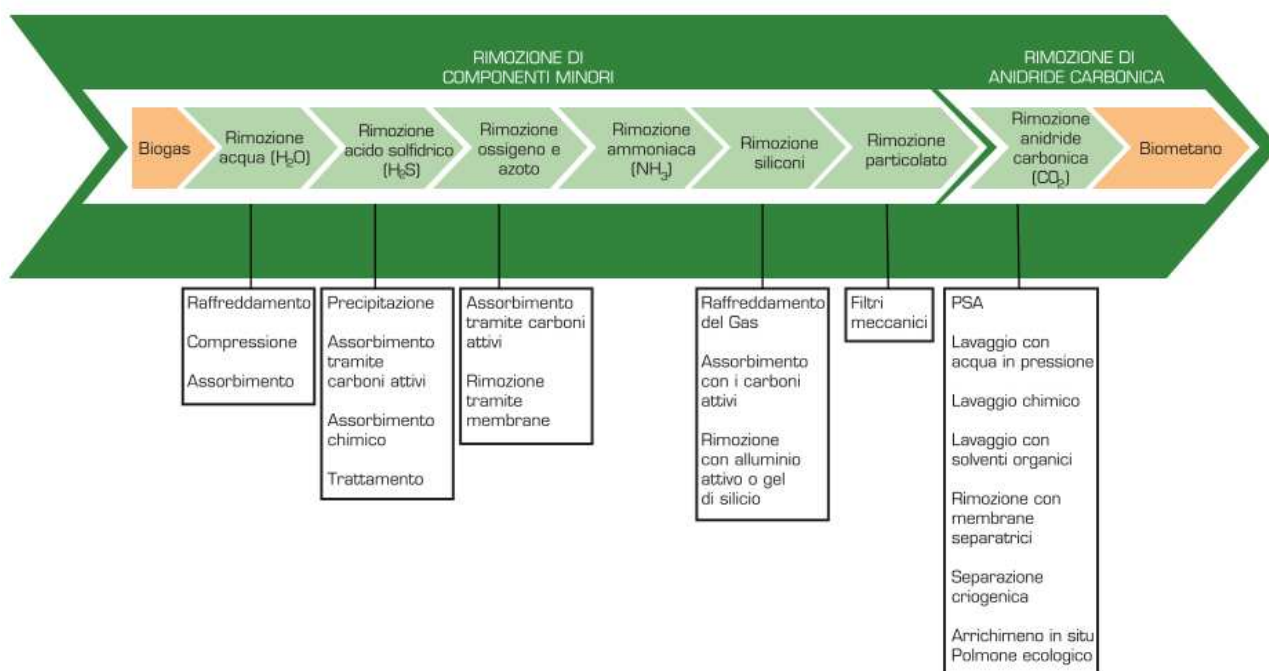 RIMOZIONE DI
COMPONENTI MINORI
RIMOZIONE DI
ANIDRIDE CARBONICA
Biogas
Rimozione
acqua (H₂O)
Rimozione
acido solfidrico
(H₂S)
Rimozione
ossigeno e
azoto
Rimozione
ammoniaca
(NH₃)
Rimozione
siliconi
Rimozione
particolato
Rimozione
anidride
carbonica
(CO₂)
Biometano
Raffreddamento
Compressione
Assorbimento
Precipitazione
Assorbimento
tramite
carboni attivi
Assorbimento
chimico
Trattamento
Assorbimento
tramite carboni
attivi
Rimozione
tramite
membrane
Raffreddamento
del Gas
Assorbimento
con i carboni
attivi
Rimozione
con alluminio
attivo o gel
di silicio
Filtri
meccanici
PSA
Lavaggio con
acqua in pressione
Lavaggio chimico
Lavaggio con
solventi organici
Rimozione con
membrane
separatrici
Separazione
criogenica
Arrichimeno in situ
Polmone ecologico